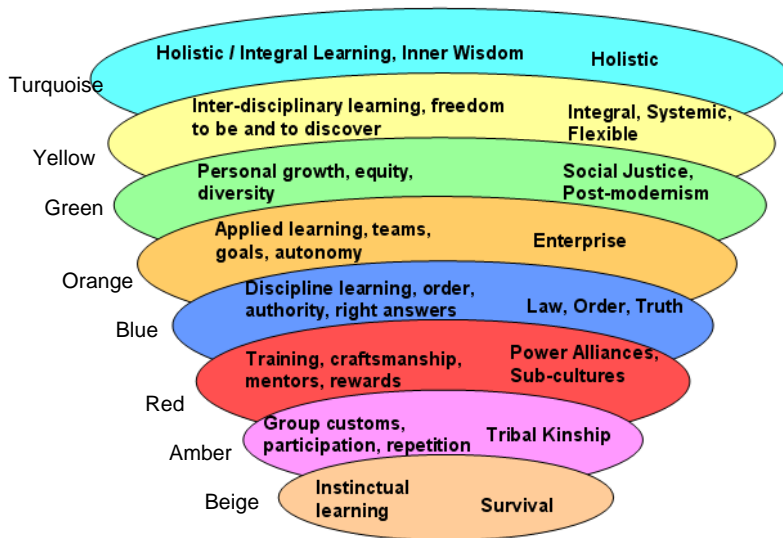 Holistic / Integral Learning, Inner Wisdom
Holistic
Turquoise
Inter-disciplinary learning, freedom
to be and to discover
Integral, Systemic,
Flexible
Yellow
Personal growth, equity,
diversity
Social Justice,
Post-modernism
Green
Applied learning, teams,
goals, autonomy
Enterprise
Orange
Discipline learning, order,
authority, right answers
Law, Order, Truth
Blue
Training, craftsmanship,
mentors, rewards
Power Alliances,
Sub-cultures
Red
Group customs,
participation, repetition
Tribal Kinship
Amber
Instinctual
learning
Survival
Beige